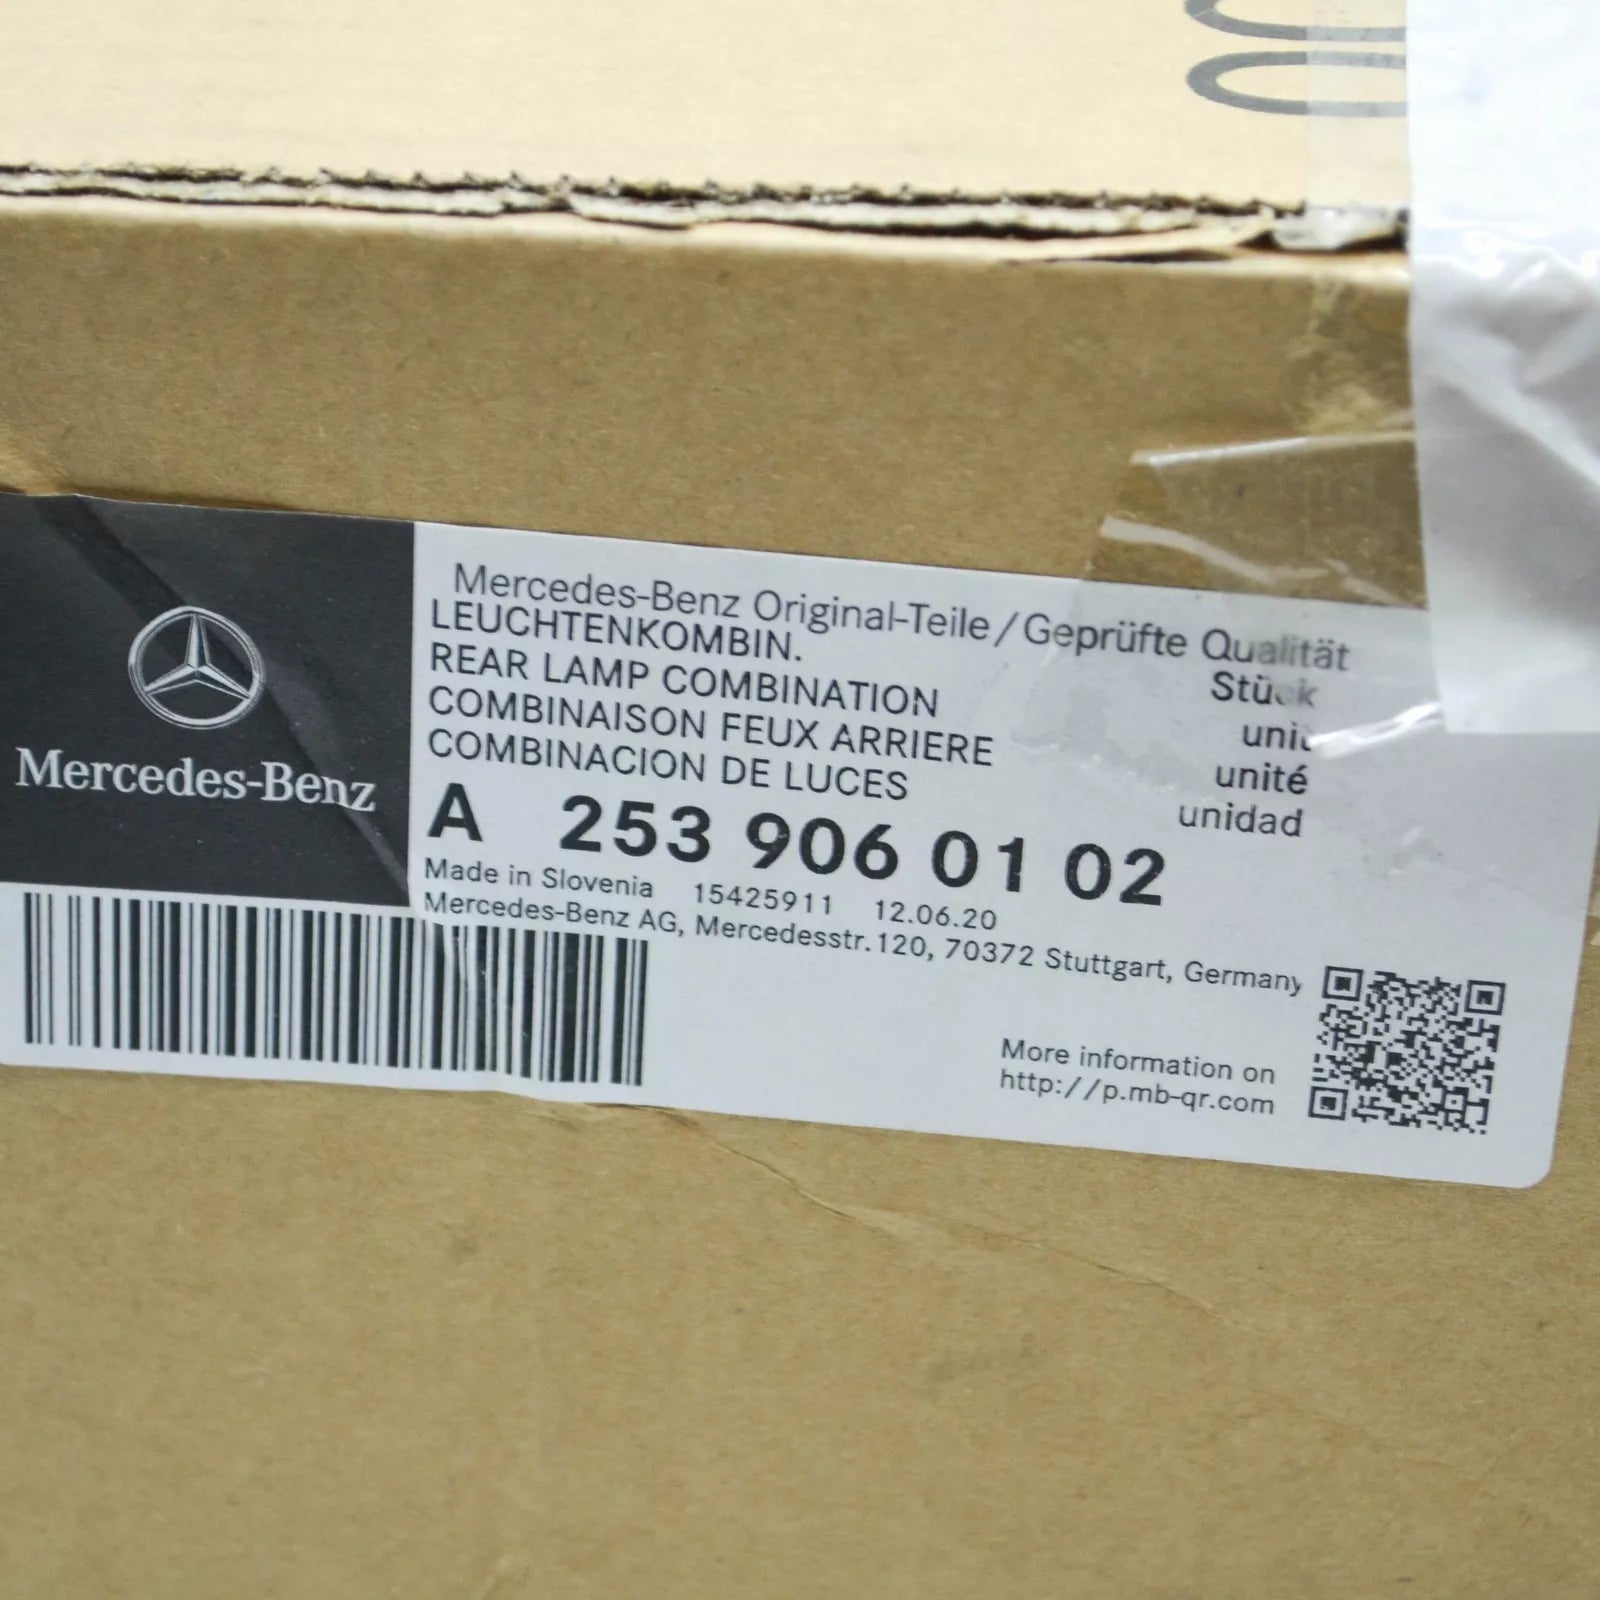 Mercedes-Benz
Mercedes-Benz Original-Teile / Geprüfte Qualität
LEUCHTENKOMBIN. Stück
REAR LAMP COMBINATION unit
COMBINAISON FEUX ARRIERE unité
COMBINACION DE LUCES unidad
A 253 906 01 02
Made in Slovenia 15425911 12.06.20
Mercedes-Benz AG, Mercedesstr. 120, 70372 Stuttgart, Germany
More information on
http://p.mb-qr.com